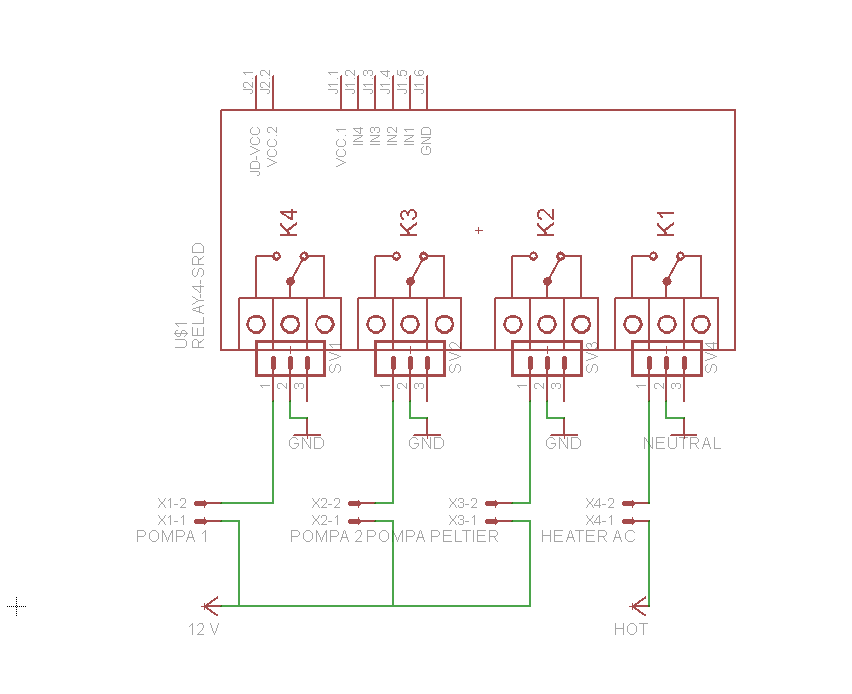 J2.1
J2.2
J1.1
J1.2
J1.3
J1.4
J1.5
J1.6
JD-VCC
VCC.2
VCC.1
IN4
IN3
IN2
IN1
GND
K4
K3
K2
K1
U$1
RELAY-4-SRD
SV1
SV2
SV3
SV4
1 2 3
1 2 3
1 2 3
1 2 3
GND
GND
GND
NEUTRAL
X1-2
X2-2
X3-2
X4-2
X1-1
X2-1
X3-1
X4-1
POMPA 1
POMPA 2
POMPA PELTIER
HEATER AC
12 V
HOT